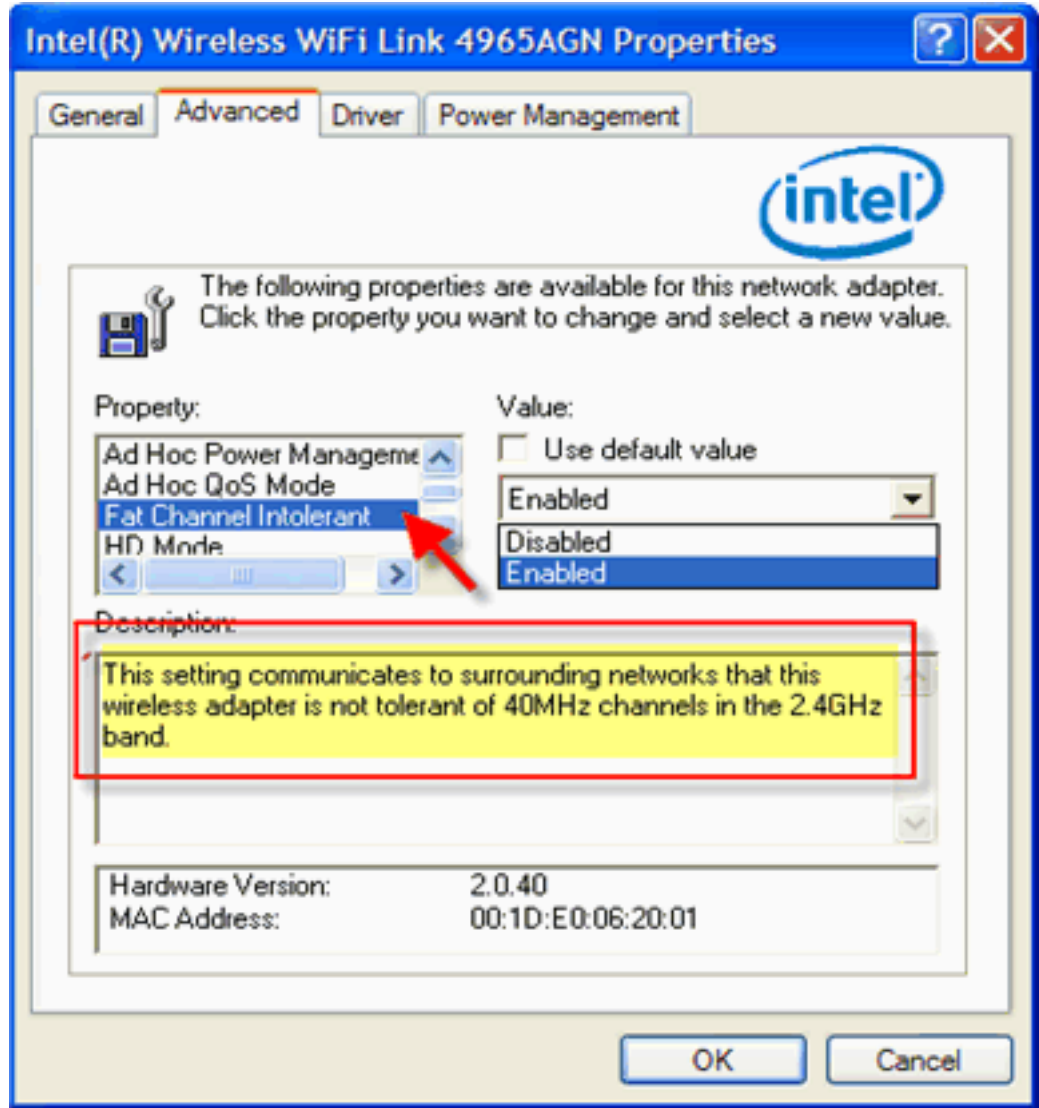 Intel(R) Wireless WiFi Link 4965AGN Properties
General Advanced Driver Power Management
intel
The following properties are available for this network adapter.
Click the property you want to change and select a new value.
Property: Value:
Ad Hoc Power Manageme Use default value
Ad Hoc QoS Mode Enabled
Fat Channel Intolerant Disabled
HD Mode Enabled
Description:
This setting communicates to surrounding networks that this
wireless adapter is not tolerant of 40MHz channels in the 2.4GHz
band.
Hardware Version: 2.0.40
MAC Address: 00:1D:E0:06:20:01
OK Cancel